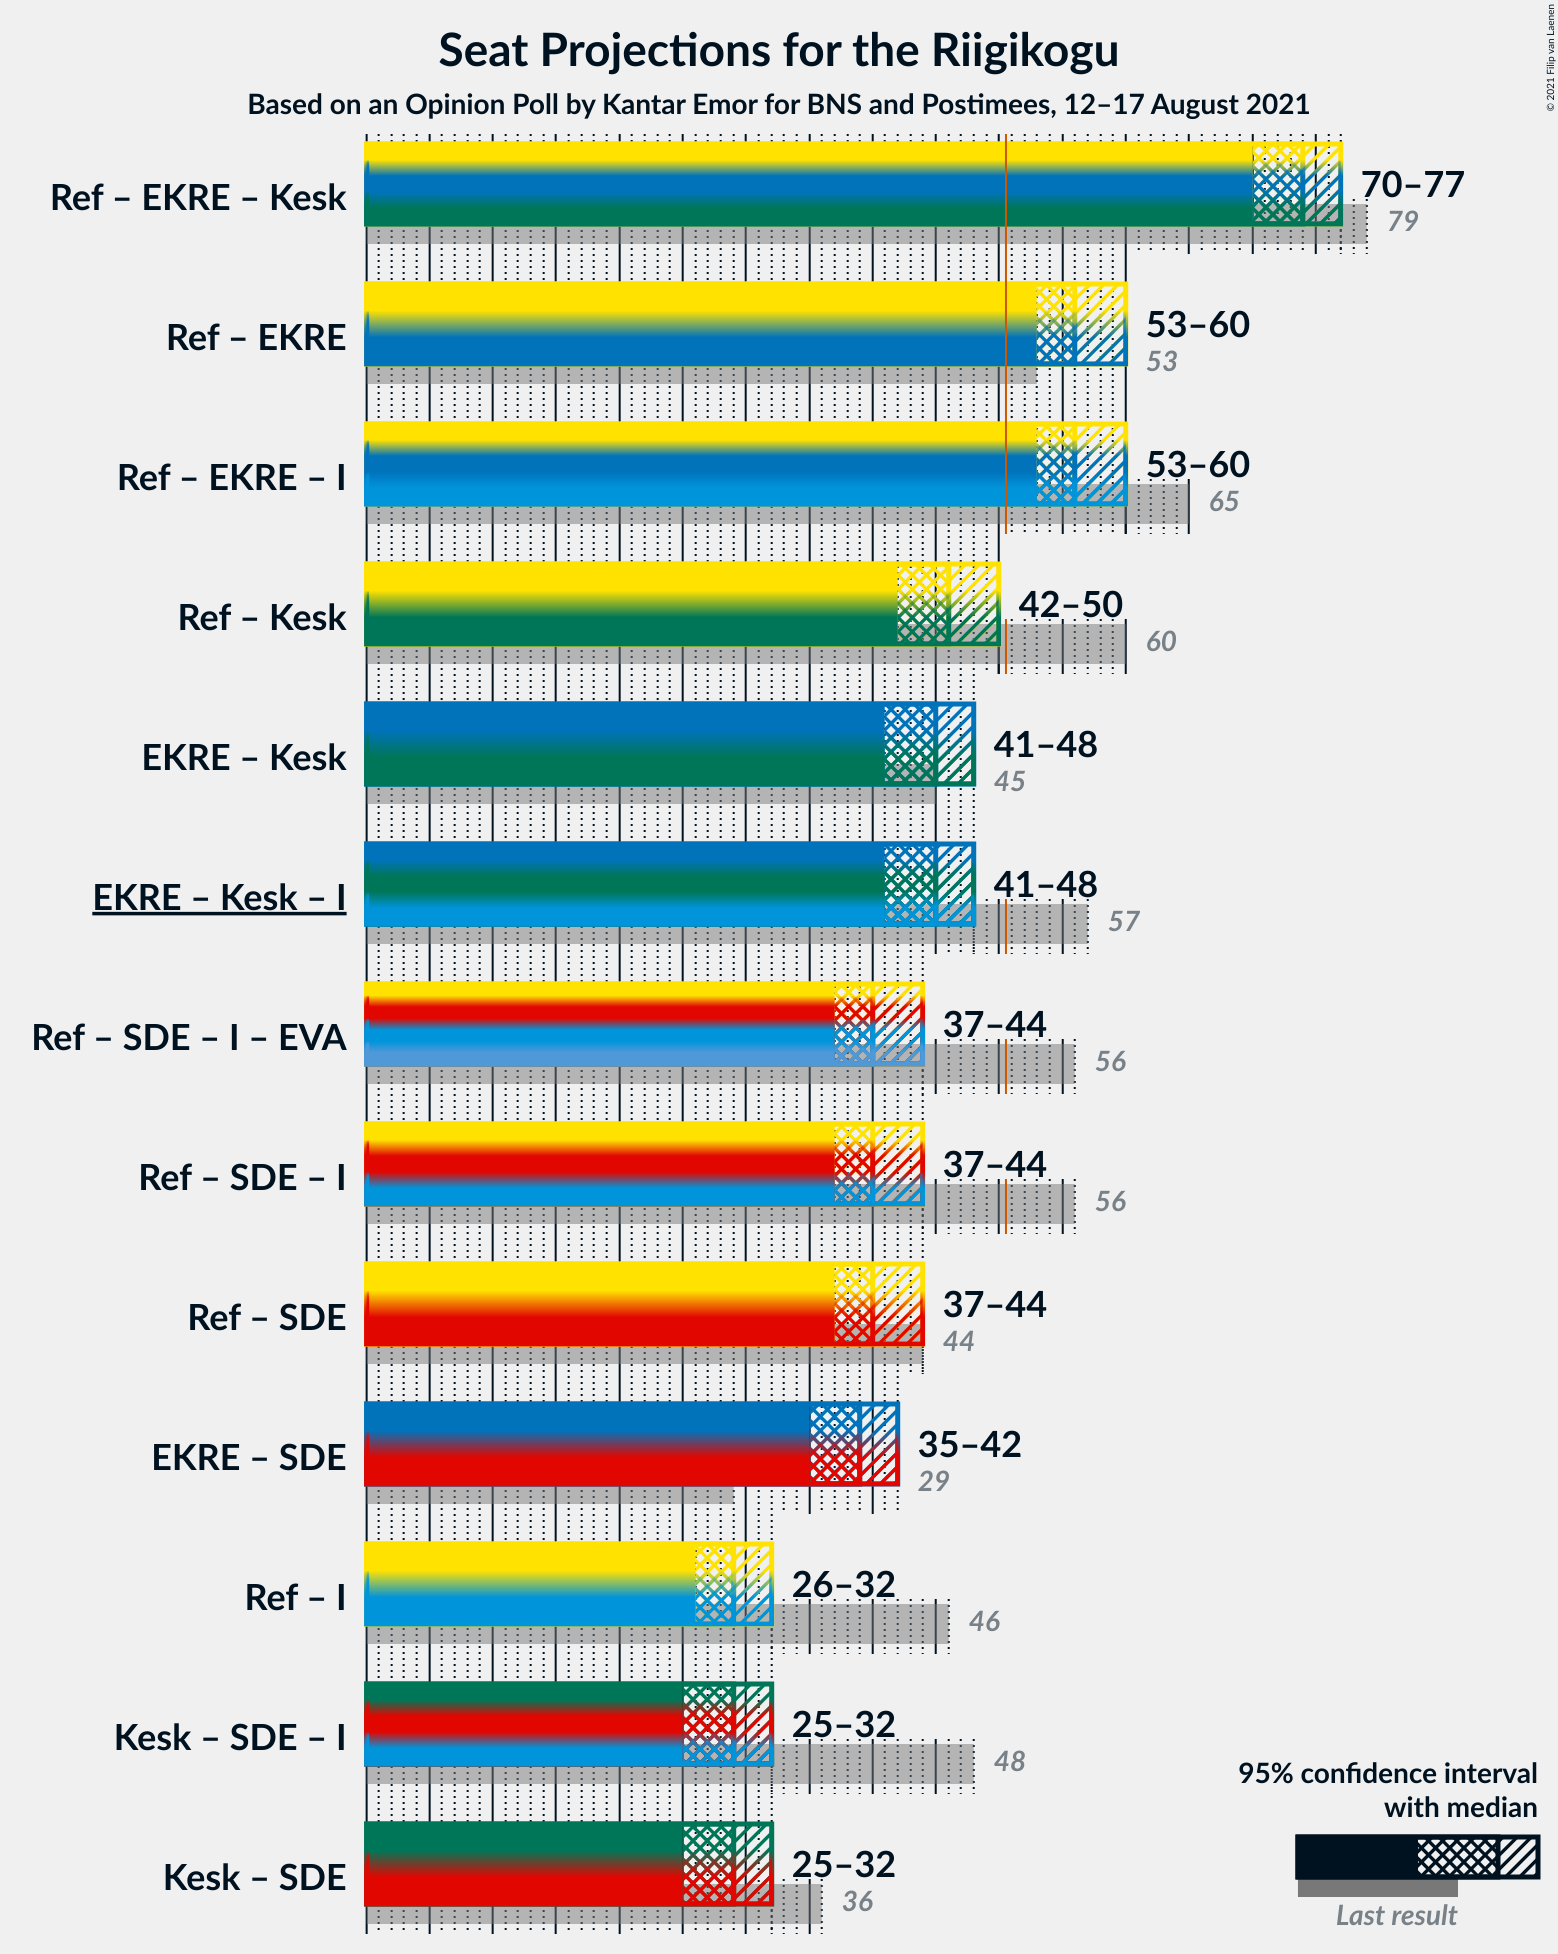 Seat Projections for the Riigikogu
Based on an Opinion Poll by Kantar Emor for BNS and Postimees, 12–17 August 2021
© 2021 Filip van Laenen
Ref – EKRE – Kesk
70–77
79
Ref – EKRE
53–60
53
Ref – EKRE – I
53–60
65
Ref – Kesk
42–50
60
EKRE – Kesk
41–48
45
EKRE – Kesk – I
41–48
57
Ref – SDE – I – EVA
37–44
56
Ref – SDE – I
37–44
56
Ref – SDE
37–44
44
EKRE – SDE
35–42
29
Ref – I
26–32
46
Kesk – SDE – I
25–32
48
Kesk – SDE
25–32
36
95% confidence interval
with median
Last result